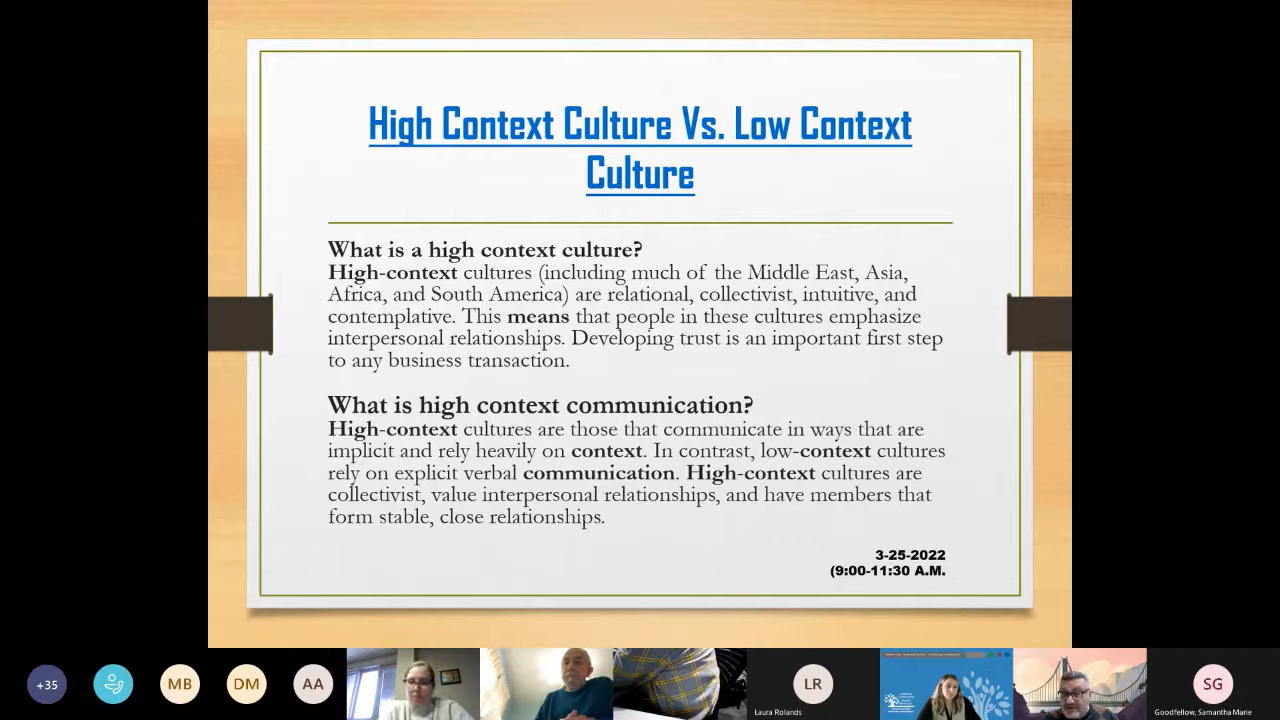 High Context Culture Vs. Low Context
Culture
What is a high context culture?
High-context cultures (including much of the Middle East, Asia,
Africa, and South America) are relational, collectivist, intuitive, and
contemplative. This means that people in these cultures emphasize
interpersonal relationships. Developing trust is an important first step
to any business transaction.
What is high context communication?
High-context cultures are those that communicate in ways that are
implicit and rely heavily on context. In contrast, low-context cultures
rely on explicit verbal communication. High-context cultures are
collectivist, value interpersonal relationships, and have members that
form stable, close relationships.
3-25-2022
(9:00-11:30 A.M.
+35
MB
DM
AA
LR
Laura Rolands
SG
Goodfellow, Samantha Marie